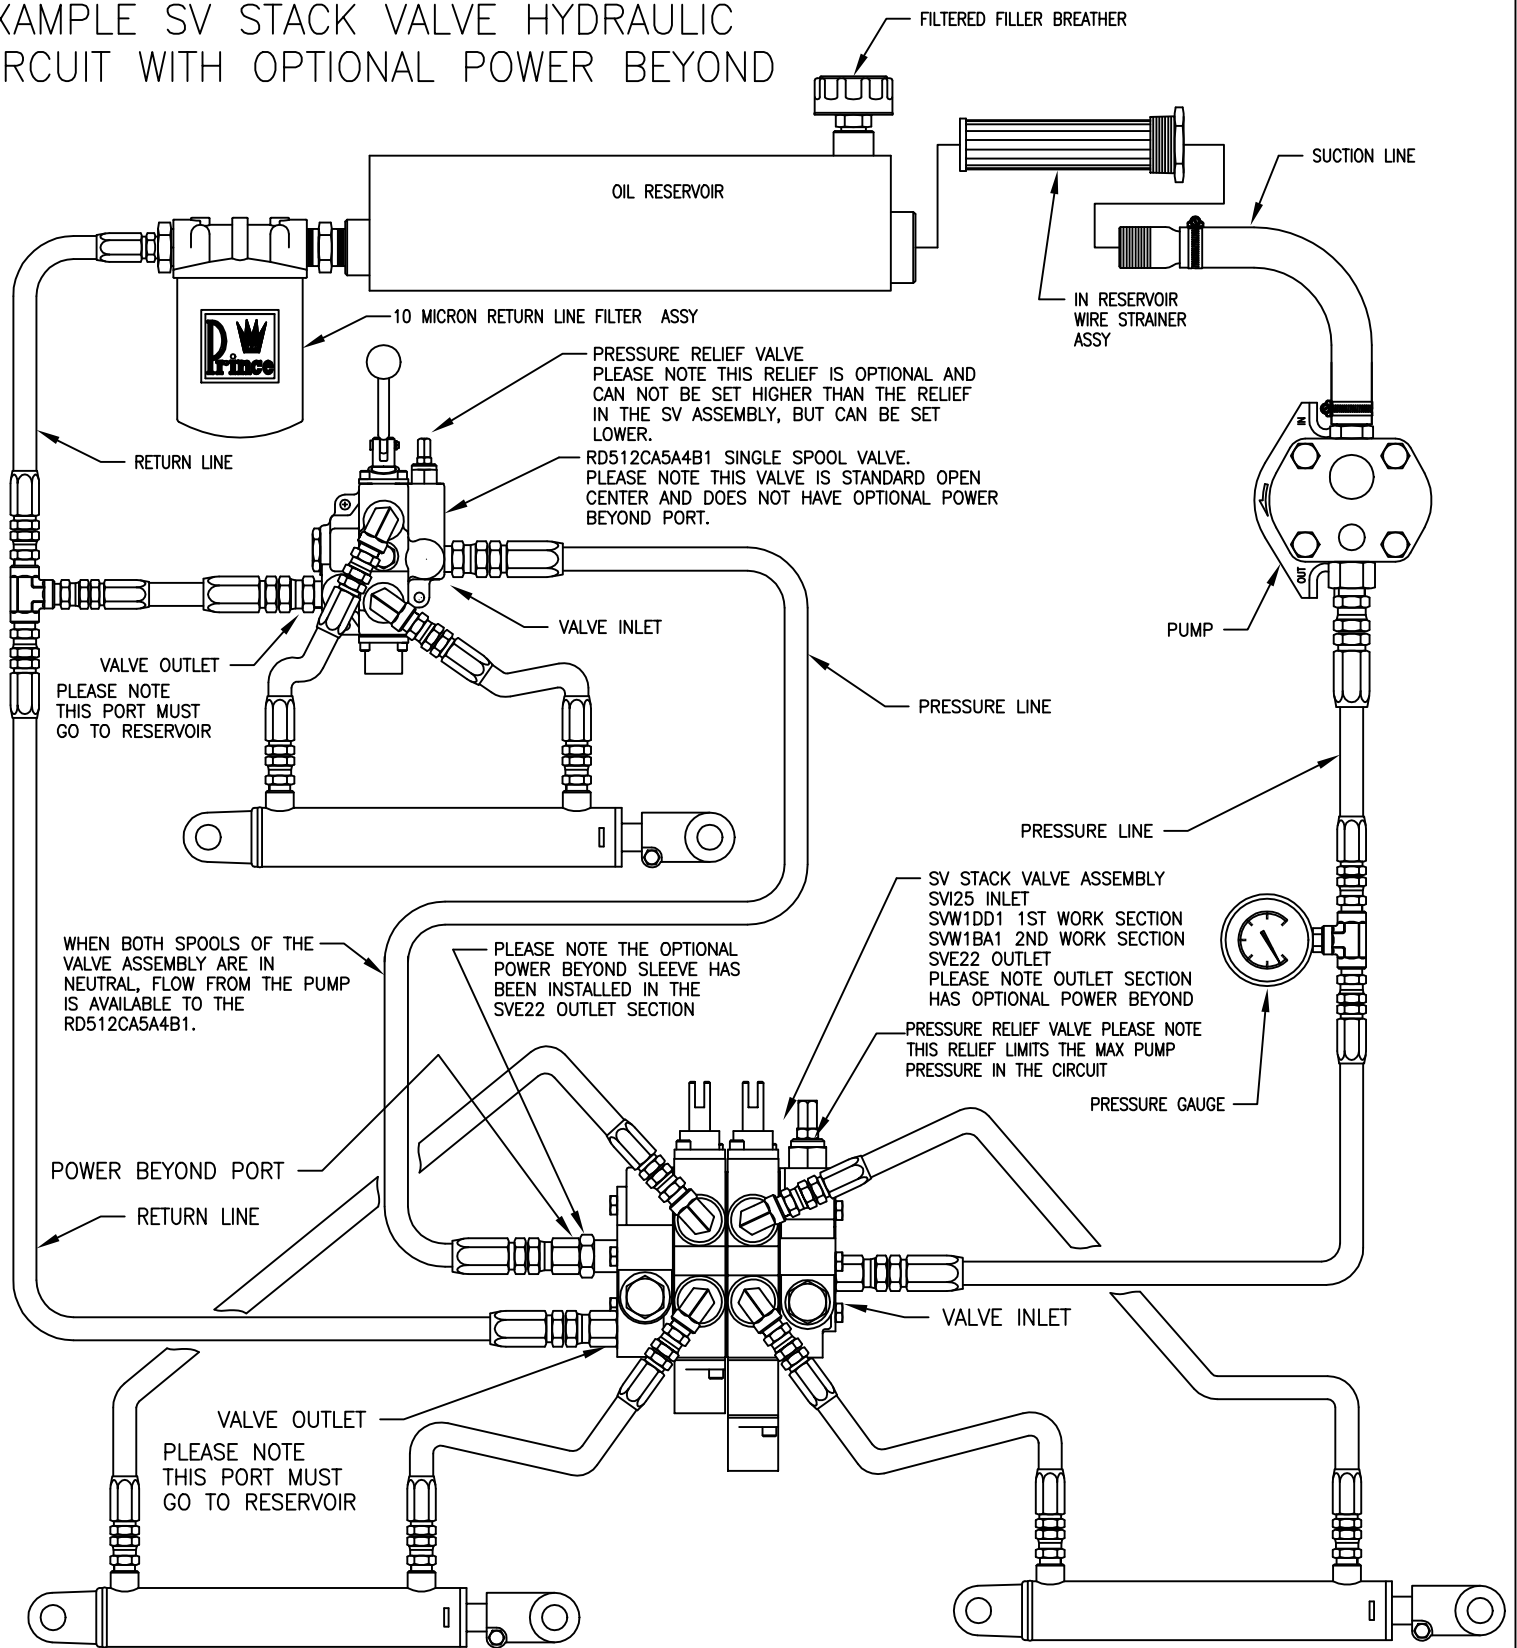 XAMPLE SV STACK VALVE HYDRAULIC
RCUIT WITH OPTIONAL POWER BEYOND
FILTERED FILLER BREATHER
SUCTION LINE
OIL RESERVOIR
IN RESERVOIR
WIRE STRAINER
ASSY
10 MICRON RETURN LINE FILTER ASSY
Prince
PRESSURE RELIEF VALVE
PLEASE NOTE THIS RELIEF IS OPTIONAL AND
CAN NOT BE SET HIGHER THAN THE RELIEF
IN THE SV ASSEMBLY, BUT CAN BE SET
LOWER.
RD512CA5A4B1 SINGLE SPOOL VALVE.
PLEASE NOTE THIS VALVE IS STANDARD OPEN
CENTER AND DOES NOT HAVE OPTIONAL POWER
BEYOND PORT.
RETURN LINE
IN
OUT
PUMP
VALVE INLET
VALVE OUTLET
PLEASE NOTE
THIS PORT MUST
GO TO RESERVOIR
PRESSURE LINE
PRESSURE LINE
SV STACK VALVE ASSEMBLY
SVI25 INLET
SVW1DD1 1ST WORK SECTION
SVW1BA1 2ND WORK SECTION
SVE22 OUTLET
PLEASE NOTE OUTLET SECTION
HAS OPTIONAL POWER BEYOND
WHEN BOTH SPOOLS OF THE
VALVE ASSEMBLY ARE IN
NEUTRAL, FLOW FROM THE PUMP
IS AVAILABLE TO THE
RD512CA5A4B1.
PLEASE NOTE THE OPTIONAL
POWER BEYOND SLEEVE HAS
BEEN INSTALLED IN THE
SVE22 OUTLET SECTION
PRESSURE RELIEF VALVE PLEASE NOTE
THIS RELIEF LIMITS THE MAX PUMP
PRESSURE IN THE CIRCUIT
PRESSURE GAUGE
POWER BEYOND PORT
RETURN LINE
VALVE INLET
VALVE OUTLET
PLEASE NOTE
THIS PORT MUST
GO TO RESERVOIR